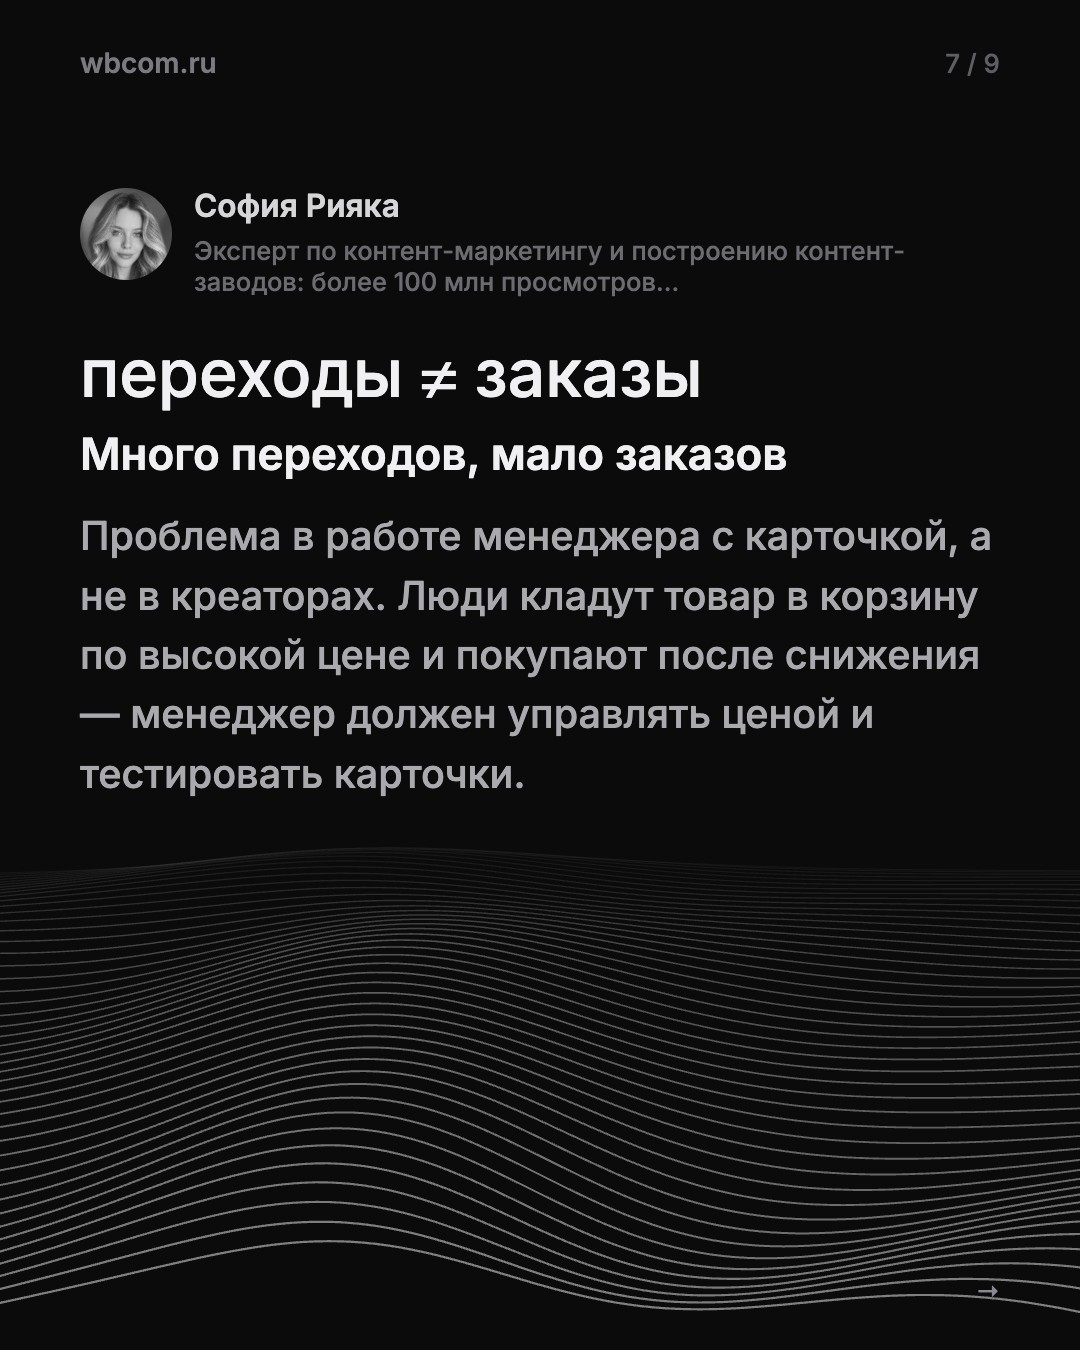 wbcom.ru
7 / 9
София Рияка
Эксперт по контент-маркетингу и построению контент-
заводов: более 100 млн просмотров...
переходы ≠ заказы
Много переходов, мало заказов
Проблема в работе менеджера с карточкой, а
не в креаторах. Люди кладут товар в корзину
по высокой цене и покупают после снижения
— менеджер должен управлять ценой и
тестировать карточки.
→